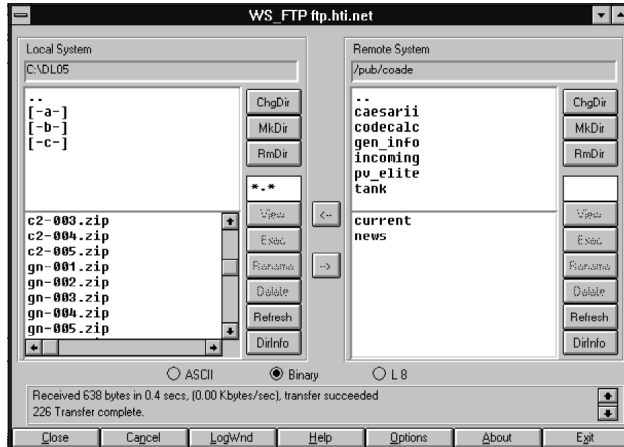 WS_FTP ftp.hti.net
Local System
C:\DL05
..
[-a-]
[-b-]
[-c-]
ChgDir
MkDir
RmDir
*.*
View
Exec
Rename
Delete
Refresh
DirInfo
c2-003.zip
c2-004.zip
c2-005.zip
gn-001.zip
gn-002.zip
gn-003.zip
gn-004.zip
gn-005.zip
<--
-->
Remote System
/pub/coade
..
caesarii
codecalc
gen_info
incoming
pv_elite
tank
current
news
ChgDir
MkDir
RmDir
View
Exec
Rename
Delete
Refresh
DirInfo
ASCII Binary L 8
Received 638 bytes in 0.4 secs, (0.00 Kbytes/sec), transfer succeeded
226 Transfer complete.
Close Cancel LogWnd Help Options About Exit